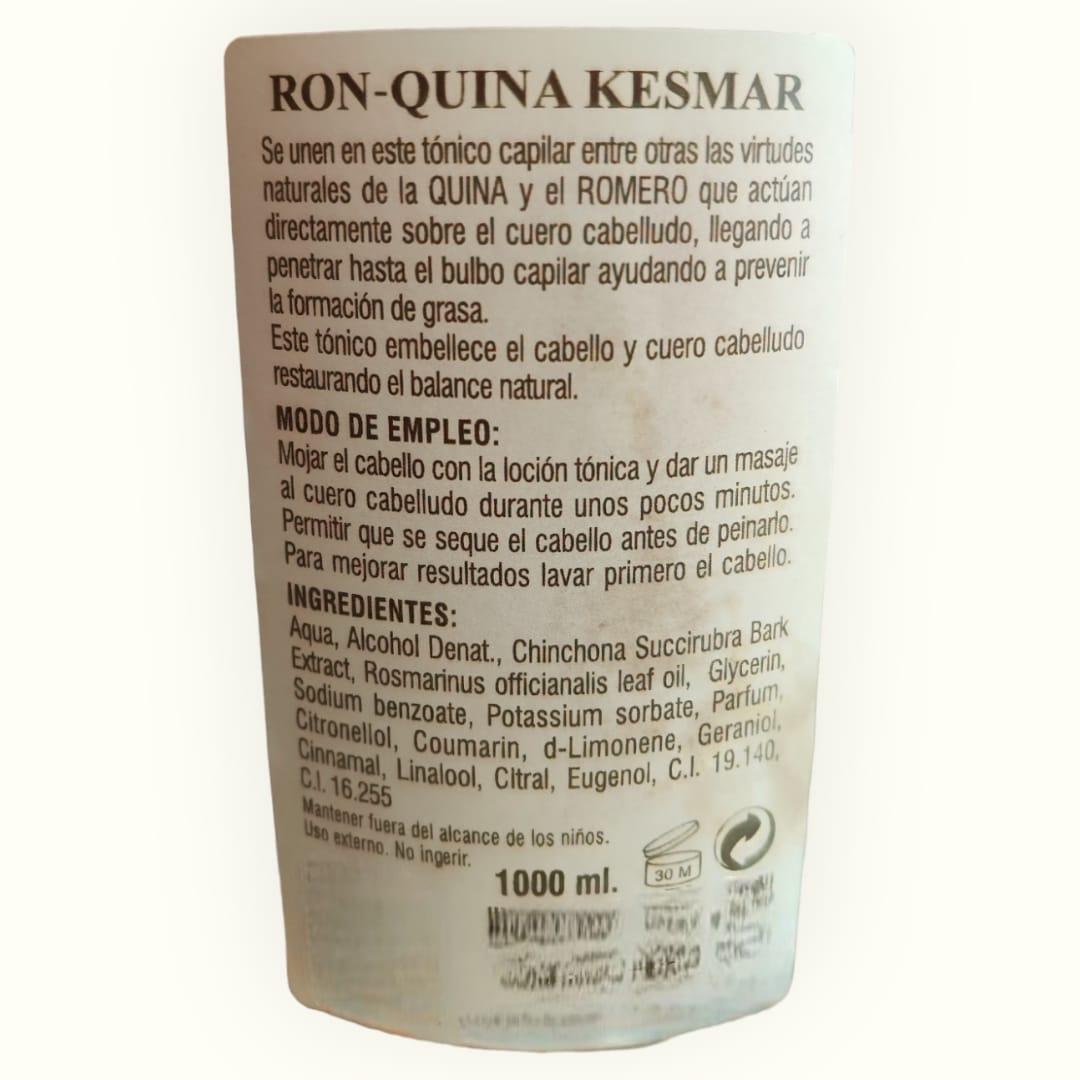 RON-QUINA KESMAR
Se unen en este tónico capilar entre otras las virtudes
naturales de la QUINA y el ROMERO que actúan
directamente sobre el cuero cabelludo, llegando a
penetrar hasta el bulbo capilar ayudando a prevenir
la formación de grasa.
Este tónico embellece el cabello y cuero cabelludo
restaurando el balance natural.
MODO DE EMPLEO:
Mojar el cabello con la loción tónica y dar un masaje
al cuero cabelludo durante unos pocos minutos.
Permitir que se seque el cabello antes de peinarlo.
Para mejorar resultados lavar primero el cabello.
INGREDIENTES:
Aqua, Alcohol Denat., Chinchona Succirubra Bark
Extract, Rosmarinus officianalis leaf oil, Glycerin,
Sodium benzoate, Potassium sorbate, Parfum,
Citronellol, Coumarin, d-Limonene, Geraniol,
Cinnamal, Linalool, CItral, Eugenol, C.I. 19.140,
C.I. 16.255
Mantener fuera del alcance de los niños.
Uso externo. No ingerir.
30 M
1000 ml.